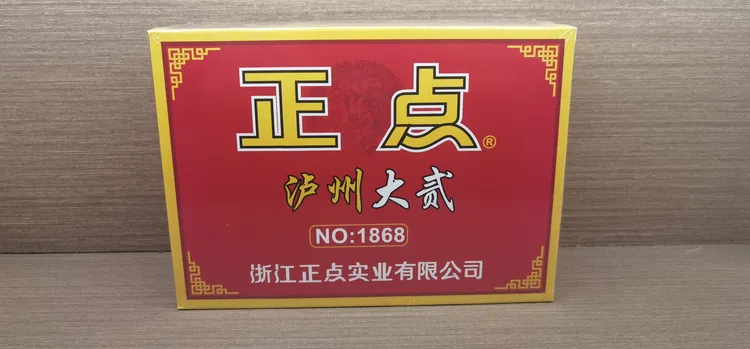 正点®
泸州大贰
NO:1868
浙江正点实业有限公司